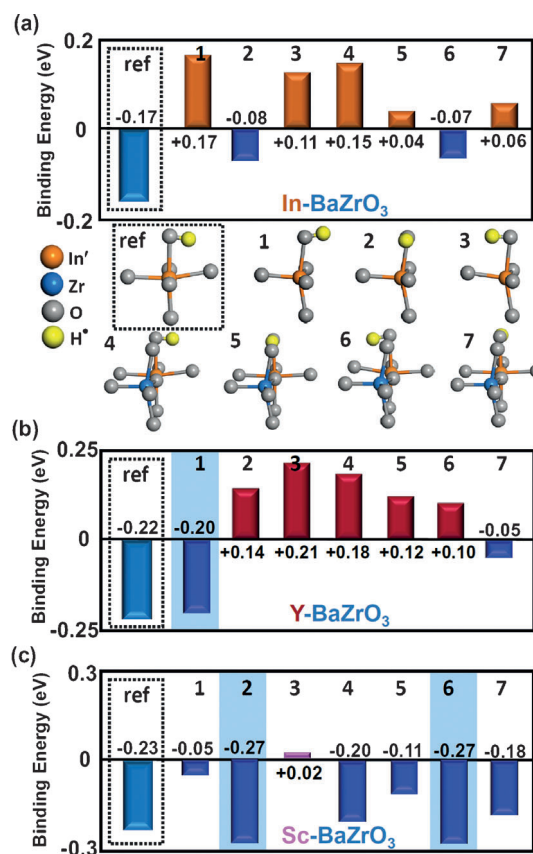 (a)
Binding Energy (eV)
0.2
0
-0.2
ref 1 2 3 4 5 6 7
-0.17 +0.17 -0.08 +0.11 +0.15 +0.04 -0.07 +0.06
In-BaZrO3
In′
Zr
O
H•
ref 1 2 3
4 5 6 7
(b)
Binding Energy (eV)
0.25
0
-0.25
ref 1 2 3 4 5 6 7
-0.22 -0.20 +0.14 +0.21 +0.18 +0.12 +0.10 -0.05
Y-BaZrO3
(c)
Binding Energy (eV)
0.3
0
-0.3
ref 1 2 3 4 5 6 7
-0.23 -0.05 -0.27 +0.02 -0.20 -0.11 -0.27 -0.18
Sc-BaZrO3